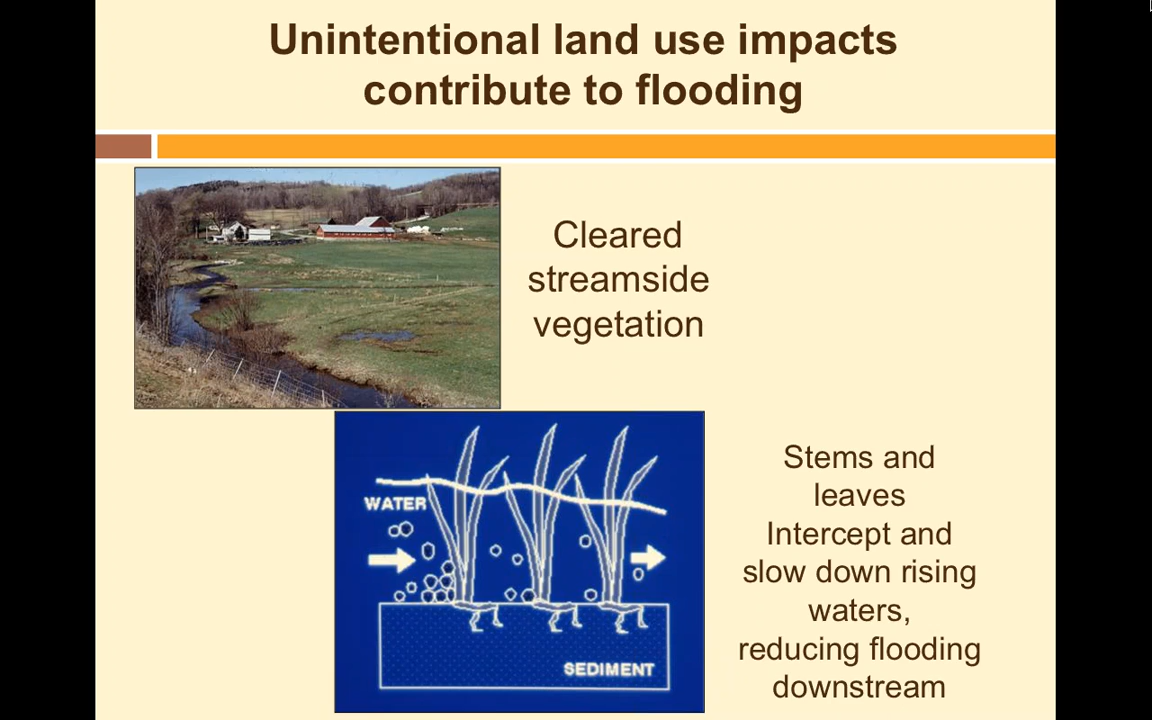 Unintentional land use impacts
contribute to flooding
Cleared
streamside
vegetation
WATER
SEDIMENT
Stems and
leaves
Intercept and
slow down rising
waters,
reducing flooding
downstream